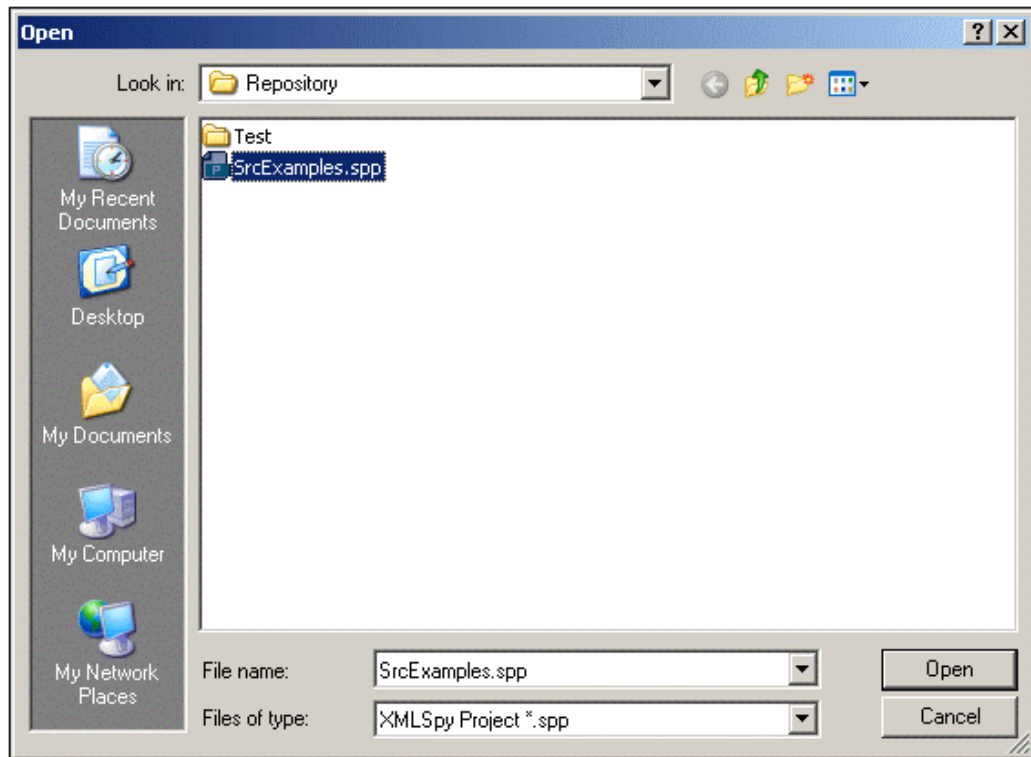 Open
Look in:
Repository
My Recent
Documents
Desktop
My Documents
My Computer
My Network
Places
Test
SrcExamples.spp
File name:
SrcExamples.spp
Open
Files of type:
XMLSpy Project *.spp
Cancel